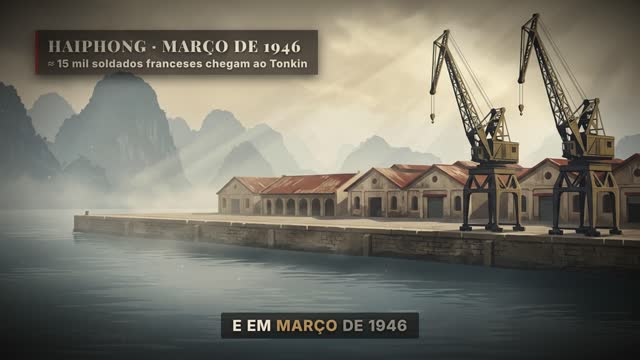 HAIPHONG · MARÇO DE 1946
≈ 15 mil soldados franceses chegam ao Tonkin
E EM MARÇO DE 1946